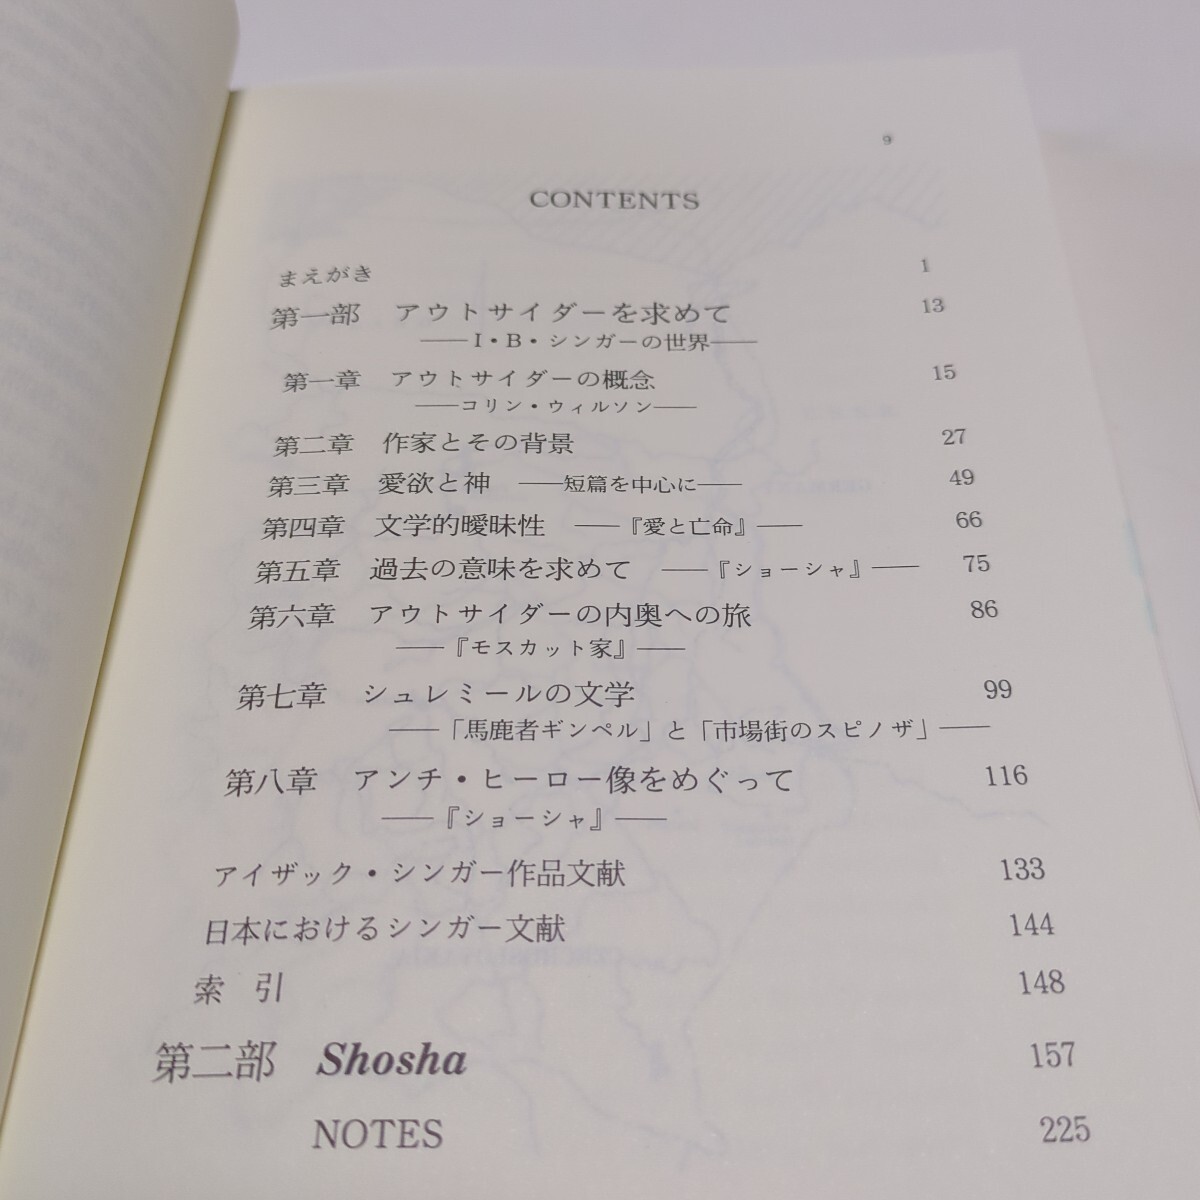 9
CONTENTS
まえがき 1
第一部 アウトサイダーを求めて 13
――I・B・シンガーの世界――
第一章 アウトサイダーの概念 15
――コリン・ウィルソン――
第二章 作家とその背景 27
第三章 愛欲と神 ――短篇を中心に―― 49
第四章 文学的曖昧性 ――『愛と亡命』―― 66
第五章 過去の意味を求めて ――『ショーシャ』―― 75
第六章 アウトサイダーの内奥への旅 86
――『モスカット家』――
第七章 シュレミールの文学 99
――「馬鹿者ギンペル」と「市場街のスピノザ」――
第八章 アンチ・ヒーロー像をめぐって 116
――『ショーシャ』――
アイザック・シンガー作品文献 133
日本におけるシンガー文献 144
索 引 148
第二部 Shosha 157
NOTES 225